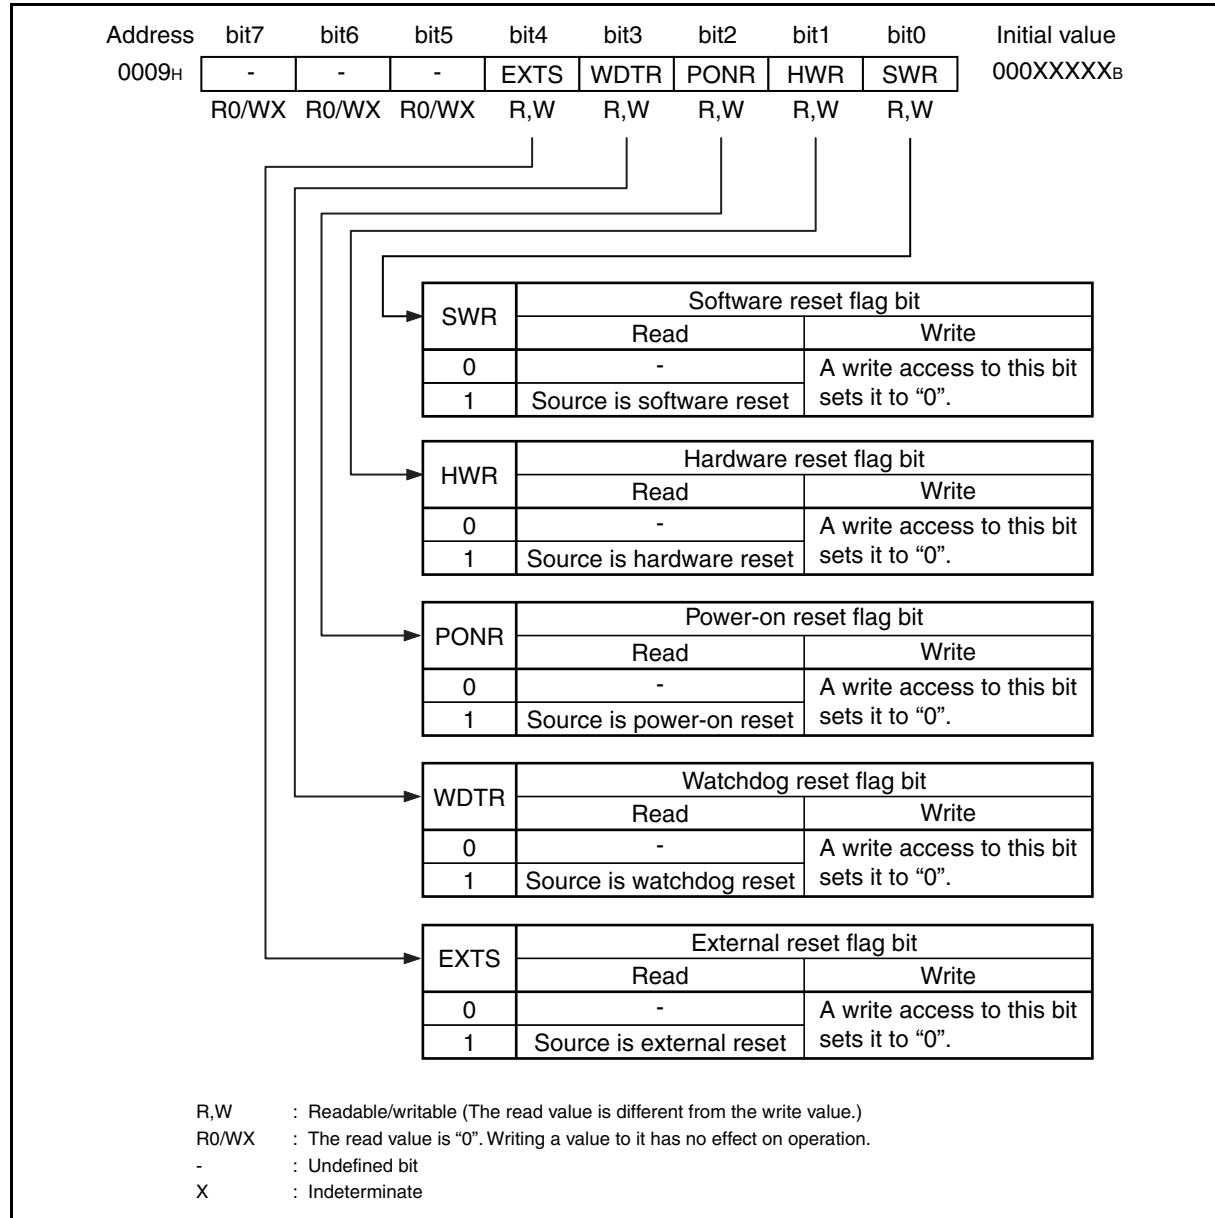 Address bit7 bit6 bit5 bit4 bit3 bit2 bit1 bit0 Initial value
0009H - - - EXTS WDTR PONR HWR SWR 000XXXXXB
R0/WX R0/WX R0/WX R,W R,W R,W R,W R,W
SWR Software reset flag bit
Read Write
0 - A write access to this bit
1 Source is software reset sets it to “0”.
HWR Hardware reset flag bit
Read Write
0 - A write access to this bit
1 Source is hardware reset sets it to “0”.
PONR Power-on reset flag bit
Read Write
0 - A write access to this bit
1 Source is power-on reset sets it to “0”.
WDTR Watchdog reset flag bit
Read Write
0 - A write access to this bit
1 Source is watchdog reset sets it to “0”.
EXTS External reset flag bit
Read Write
0 - A write access to this bit
1 Source is external reset sets it to “0”.
R,W : Readable/writable (The read value is different from the write value.)
R0/WX : The read value is “0”. Writing a value to it has no effect on operation.
- : Undefined bit
X : Indeterminate